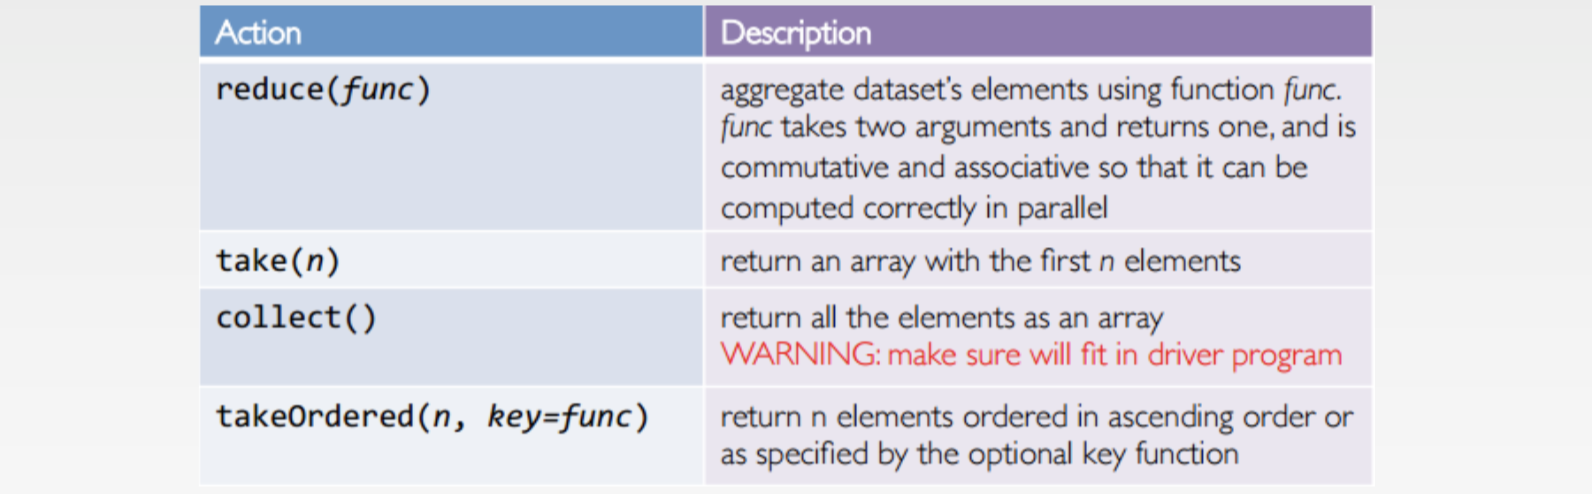 Action Description
reduce(func) aggregate dataset’s elements using function func.
func takes two arguments and returns one, and is
commutative and associative so that it can be
computed correctly in parallel
take(n) return an array with the first n elements
collect() return all the elements as an array
WARNING: make sure will fit in driver program
takeOrdered(n, key=func) return n elements ordered in ascending order or
as specified by the optional key function